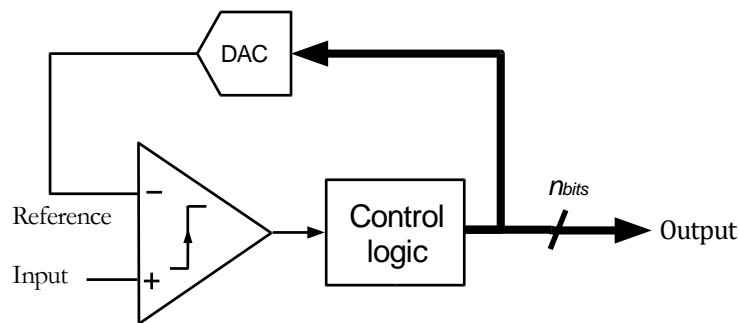 DAC
−
Reference
Input
+
Control
logic
nbits
Output